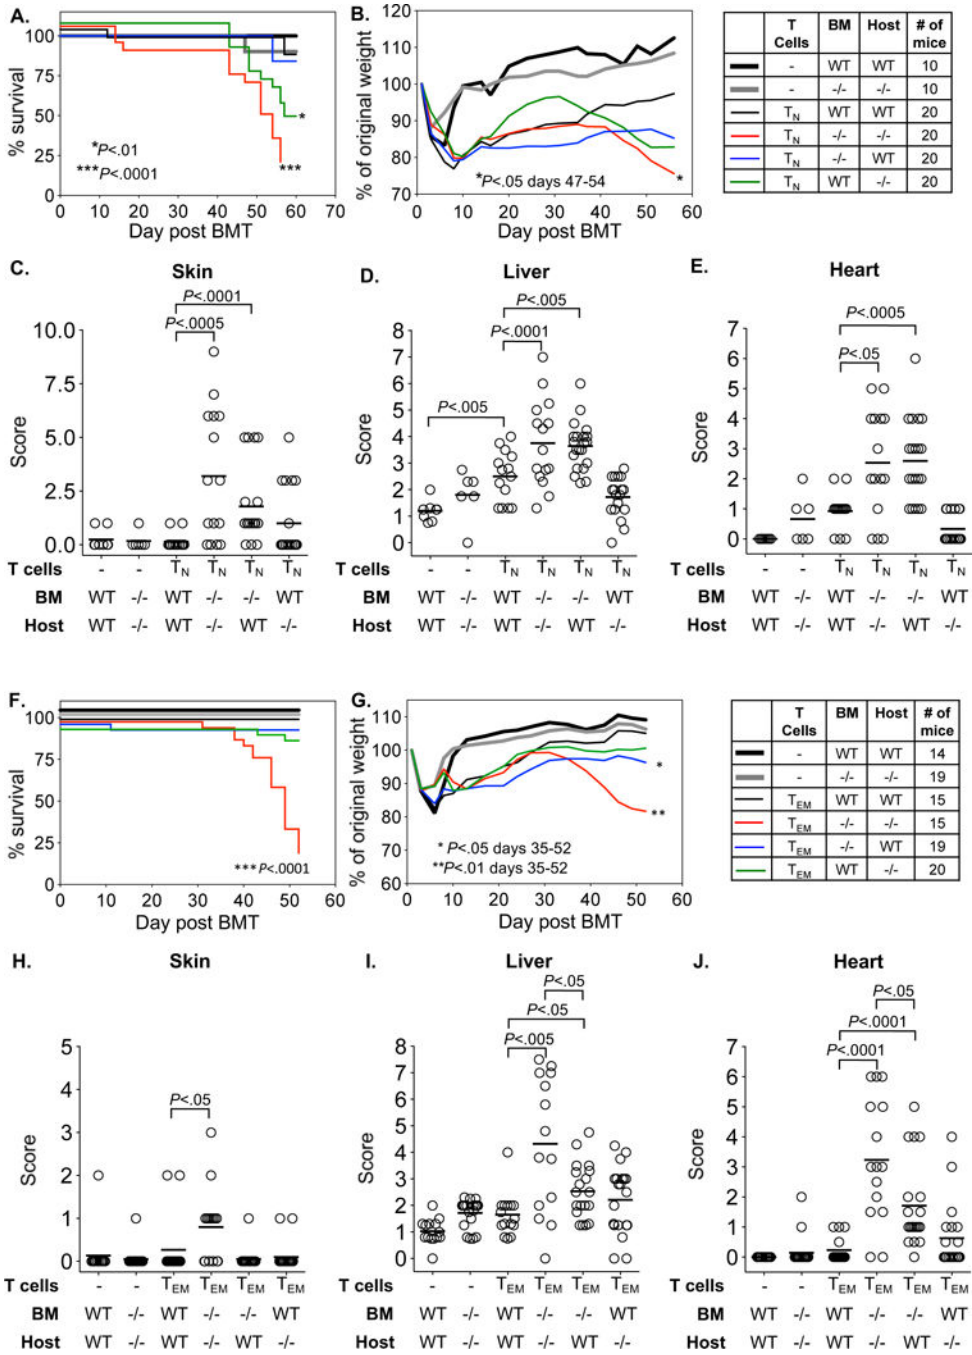 A.
% survival
100
75
50
25
0
*P<.01
***P<.0001
*
***
0 10 20 30 40 50 60 70
Day post BMT
B.
% of original weight
120
110
100
90
80
70
*P<.05 days 47-54
*
0 10 20 30 40 50 60
Day post BMT
T Cells BM Host # of mice
- WT WT 10
- -/- -/- 10
TN WT WT 20
TN -/- -/- 20
TN -/- WT 20
TN WT -/- 20
C.
Skin
P<.0001
P<.0005
Score
10.0
7.5
5.0
2.5
0.0
T cells - - TN TN TN TN
BM WT -/- WT -/- -/- WT
Host WT -/- WT -/- WT -/-
D.
Liver
P<.005
P<.0001
P<.005
Score
8
7
6
5
4
3
2
1
0
T cells - - TN TN TN TN
BM WT -/- WT -/- -/- WT
Host WT -/- WT -/- WT -/-
E.
Heart
P<.0005
P<.05
Score
7
6
5
4
3
2
1
0
T cells - - TN TN TN TN
BM WT -/- WT -/- -/- WT
Host WT -/- WT -/- WT -/-
F.
% survival
100
75
50
25
0
***P<.0001
0 10 20 30 40 50 60
Day post BMT
G.
% of original weight
110
100
90
80
70
60
* P<.05 days 35-52
**P<.01 days 35-52
*
**
0 10 20 30 40 50 60
Day post BMT
T Cells BM Host # of mice
- WT WT 14
- -/- -/- 19
TEM WT WT 15
TEM -/- -/- 15
TEM -/- WT 19
TEM WT -/- 20
H.
Skin
P<.05
Score
5
4
3
2
1
0
T cells - - TEM TEM TEM TEM
BM WT -/- WT -/- -/- WT
Host WT -/- WT -/- WT -/-
I.
Liver
P<.05
P<.05
P<.005
Score
8
7
6
5
4
3
2
1
0
T cells - - TEM TEM TEM TEM
BM WT -/- WT -/- -/- WT
Host WT -/- WT -/- WT -/-
J.
Heart
P<.05
P<.0001
P<.0001
Score
7
6
5
4
3
2
1
0
T cells - - TEM TEM TEM TEM
BM WT -/- WT -/- -/- WT
Host WT -/- WT -/- WT -/-